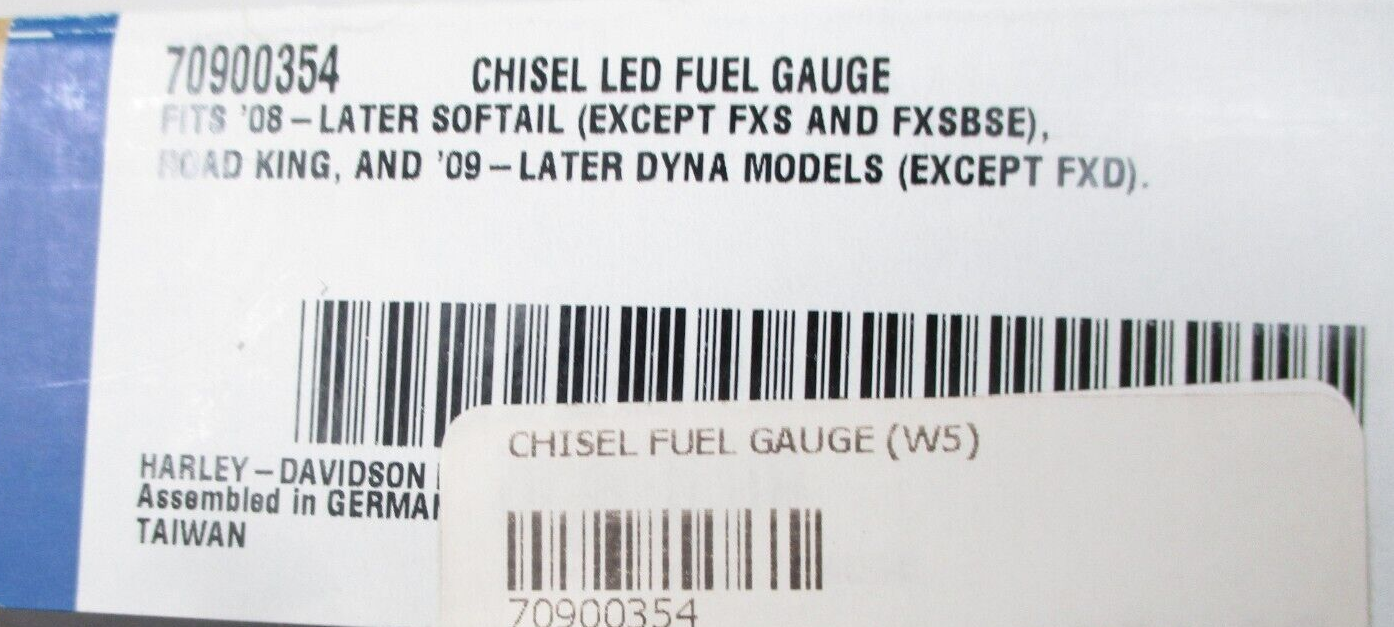 70900354 CHISEL LED FUEL GAUGE
FITS '08–LATER SOFTAIL (EXCEPT FXS AND FXSBSE),
ROAD KING, AND '09–LATER DYNA MODELS (EXCEPT FXD).
HARLEY–DAVIDSON
Assembled in
TAIWAN
CHISEL FUEL GAUGE (W5)
70900354